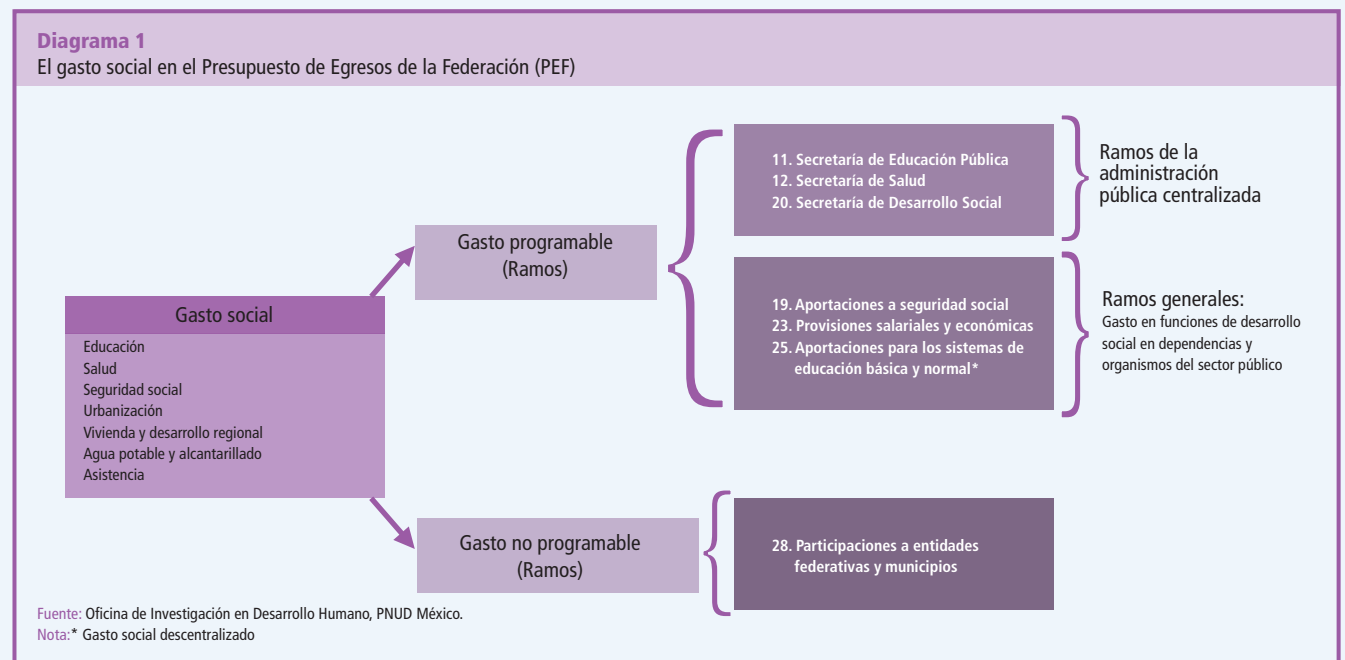 Diagrama 1
El gasto social en el Presupuesto de Egresos de la Federación (PEF)
Gasto social
Educación
Salud
Seguridad social
Urbanización
Vivienda y desarrollo regional
Agua potable y alcantarillado
Asistencia
Gasto programable
(Ramos)
11. Secretaría de Educación Pública
12. Secretaría de Salud
20. Secretaría de Desarrollo Social
Ramos de la
administración
pública centralizada
19. Aportaciones a seguridad social
23. Provisiones salariales y económicas
25. Aportaciones para los sistemas de
educación básica y normal*
Ramos generales:
Gasto en funciones de desarrollo
social en dependencias y
organismos del sector público
Gasto no programable
(Ramos)
28. Participaciones a entidades
federativas y municipios
Fuente: Oficina de Investigación en Desarrollo Humano, PNUD México.
Nota:* Gasto social descentralizado